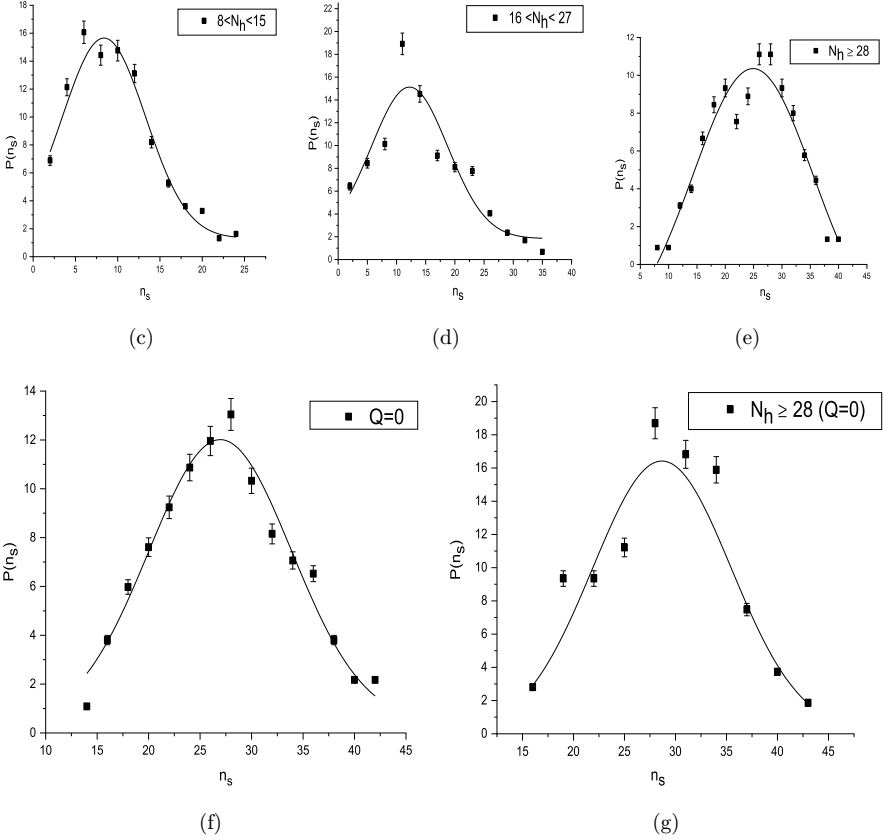 P(n_s)
18
16
14
12
10
8
6
4
2
0
0 5 10 15 20 25
n_s
8<N_h<15
(c)
P(n_s)
22
20
18
16
14
12
10
8
6
4
2
0
0 5 10 15 20 25 30 35 40
n_s
16 <N_h< 27
(d)
P(n_s)
12
10
8
6
4
2
0
5 10 15 20 25 30 35 40 45
n_s
N_h ≥ 28
(e)
P(n_s)
14
12
10
8
6
4
2
0
10 15 20 25 30 35 40 45
n_s
Q=0
(f)
P(n_s)
20
18
16
14
12
10
8
6
4
2
0
15 20 25 30 35 40 45
n_s
N_h ≥ 28 (Q=0)
(g)